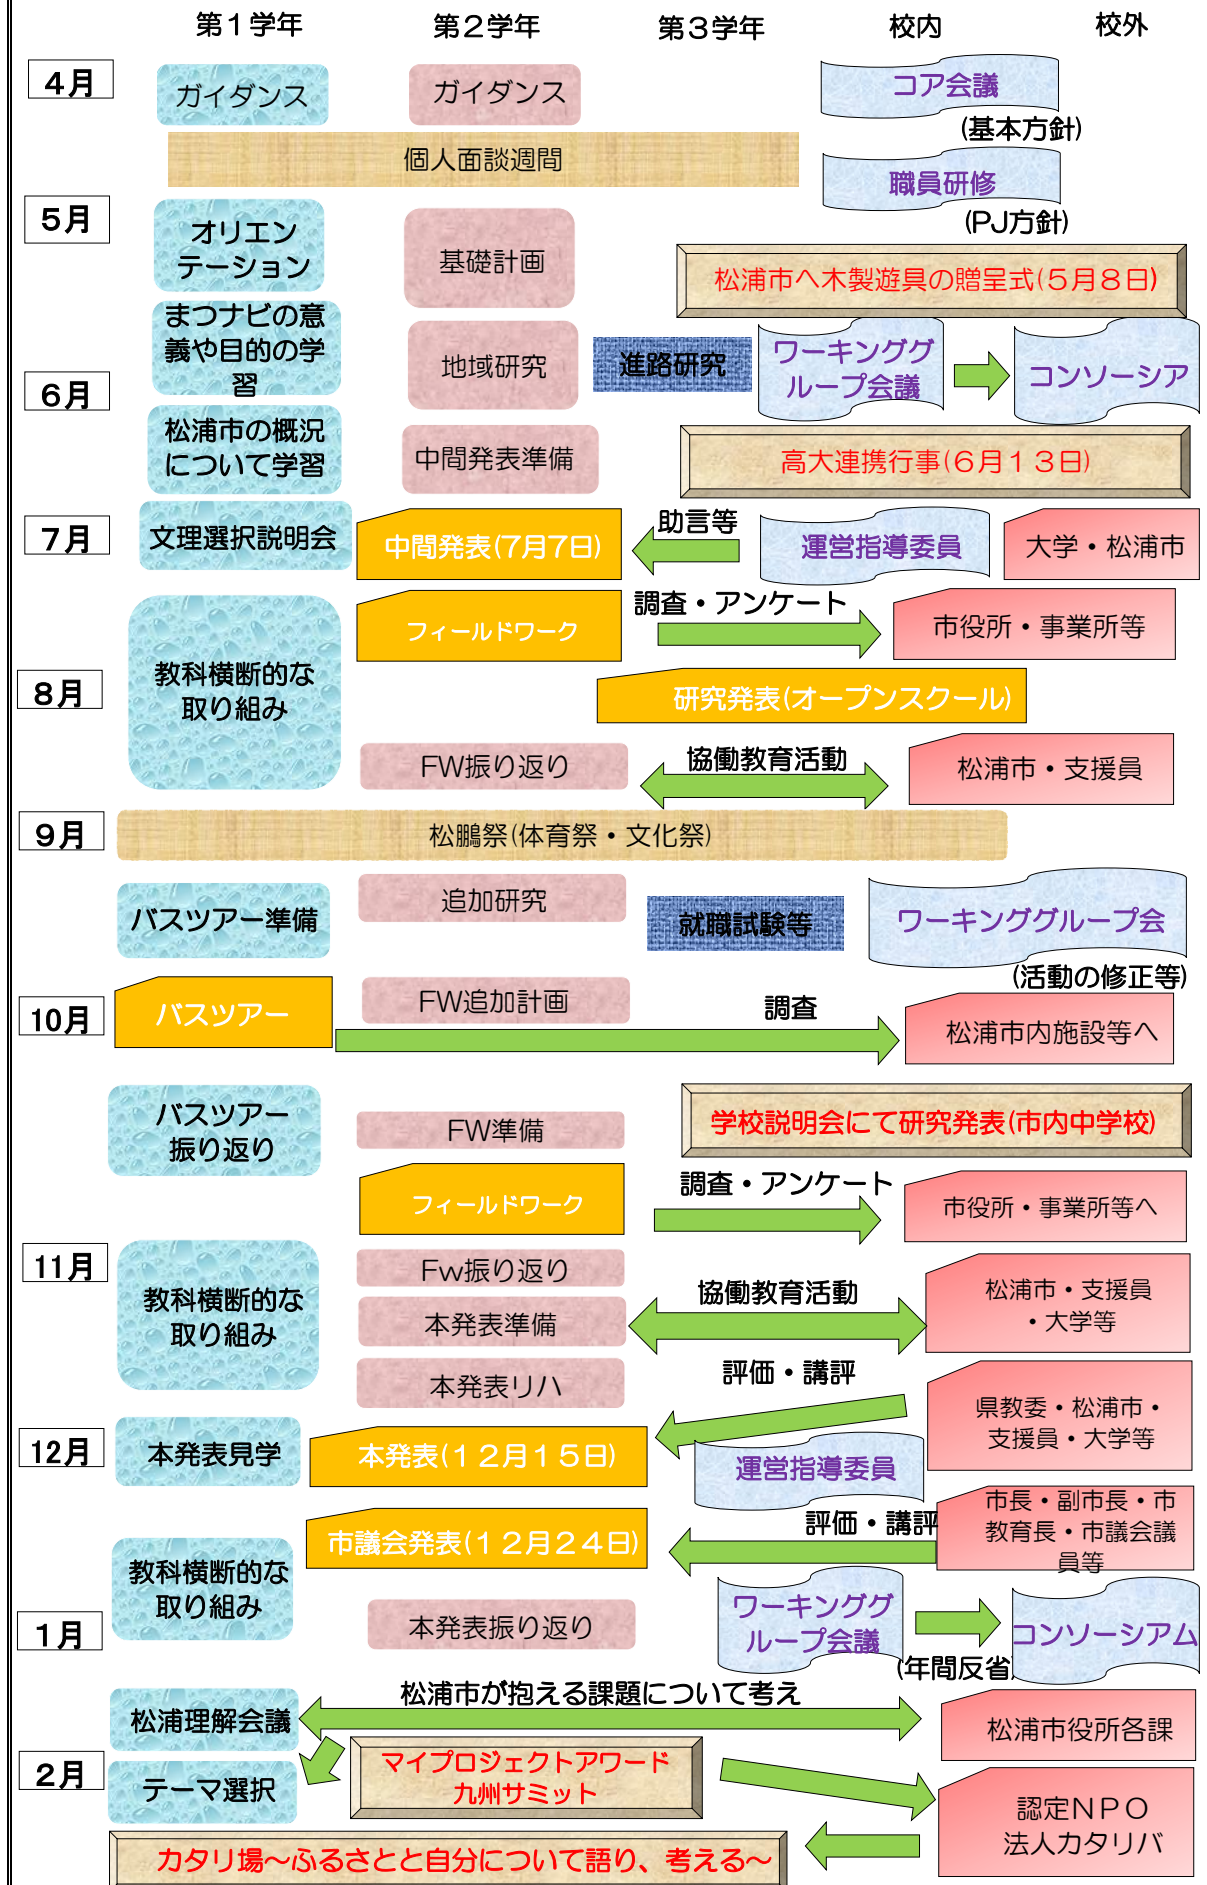 第１学年
第２学年
第３学年
校内
校外
４月
ガイダンス
ガイダンス
コア会議
(基本方針)
個人面談週間
職員研修
(PJ方針)
５月
オリエン
テーション
基礎計画
松浦市へ木製遊具の贈呈式(５月８日)
まつナビの意
義や目的の学
習
地域研究
進路研究
ワーキンググ
ループ会議
コンソーシア
６月
松浦市の概況
について学習
中間発表準備
高大連携行事(６月１３日)
７月
文理選択説明会
中間発表(7月7日)
助言等
運営指導委員
大学・松浦市
フィールドワーク
調査・アンケート
市役所・事業所等
教科横断的な
取り組み
８月
研究発表(オープンスクール)
FW振り返り
協働教育活動
松浦市・支援員
９月
松鵬祭(体育祭・文化祭)
バスツアー準備
追加研究
就職試験等
ワーキンググループ会
(活動の修正等)
10月
バスツアー
FW追加計画
調査
松浦市内施設等へ
バスツアー
振り返り
FW準備
学校説明会にて研究発表(市内中学校)
フィールドワーク
調査・アンケート
市役所・事業所等へ
11月
教科横断的な
取り組み
Fw振り返り
本発表準備
協働教育活動
松浦市・支援員
・大学等
本発表リハ
評価・講評
県教委・松浦市・
支援員・大学等
12月
本発表見学
本発表(１２月１５日)
運営指導委員
市議会発表(１２月２４日)
評価・講評
市長・副市長・市
教育長・市議会議
員等
教科横断的な
取り組み
１月
本発表振り返り
ワーキンググ
ループ会議
(年間反省)
コンソーシアム
松浦理解会議
松浦市が抱える課題について考え
松浦市役所各課
２月
テーマ選択
マイプロジェクトアワード
九州サミット
認定ＮＰＯ
法人カタリバ
カタリ場～ふるさとと自分について語り、考える～